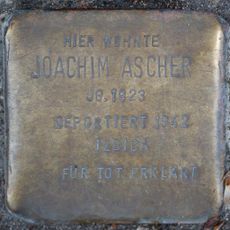 HIER WOHNTE
JOACHIM ASCHER
JG. 1923
DEPORTIERT 1942
IZBICA
FÜR TOT ERKLÄRT